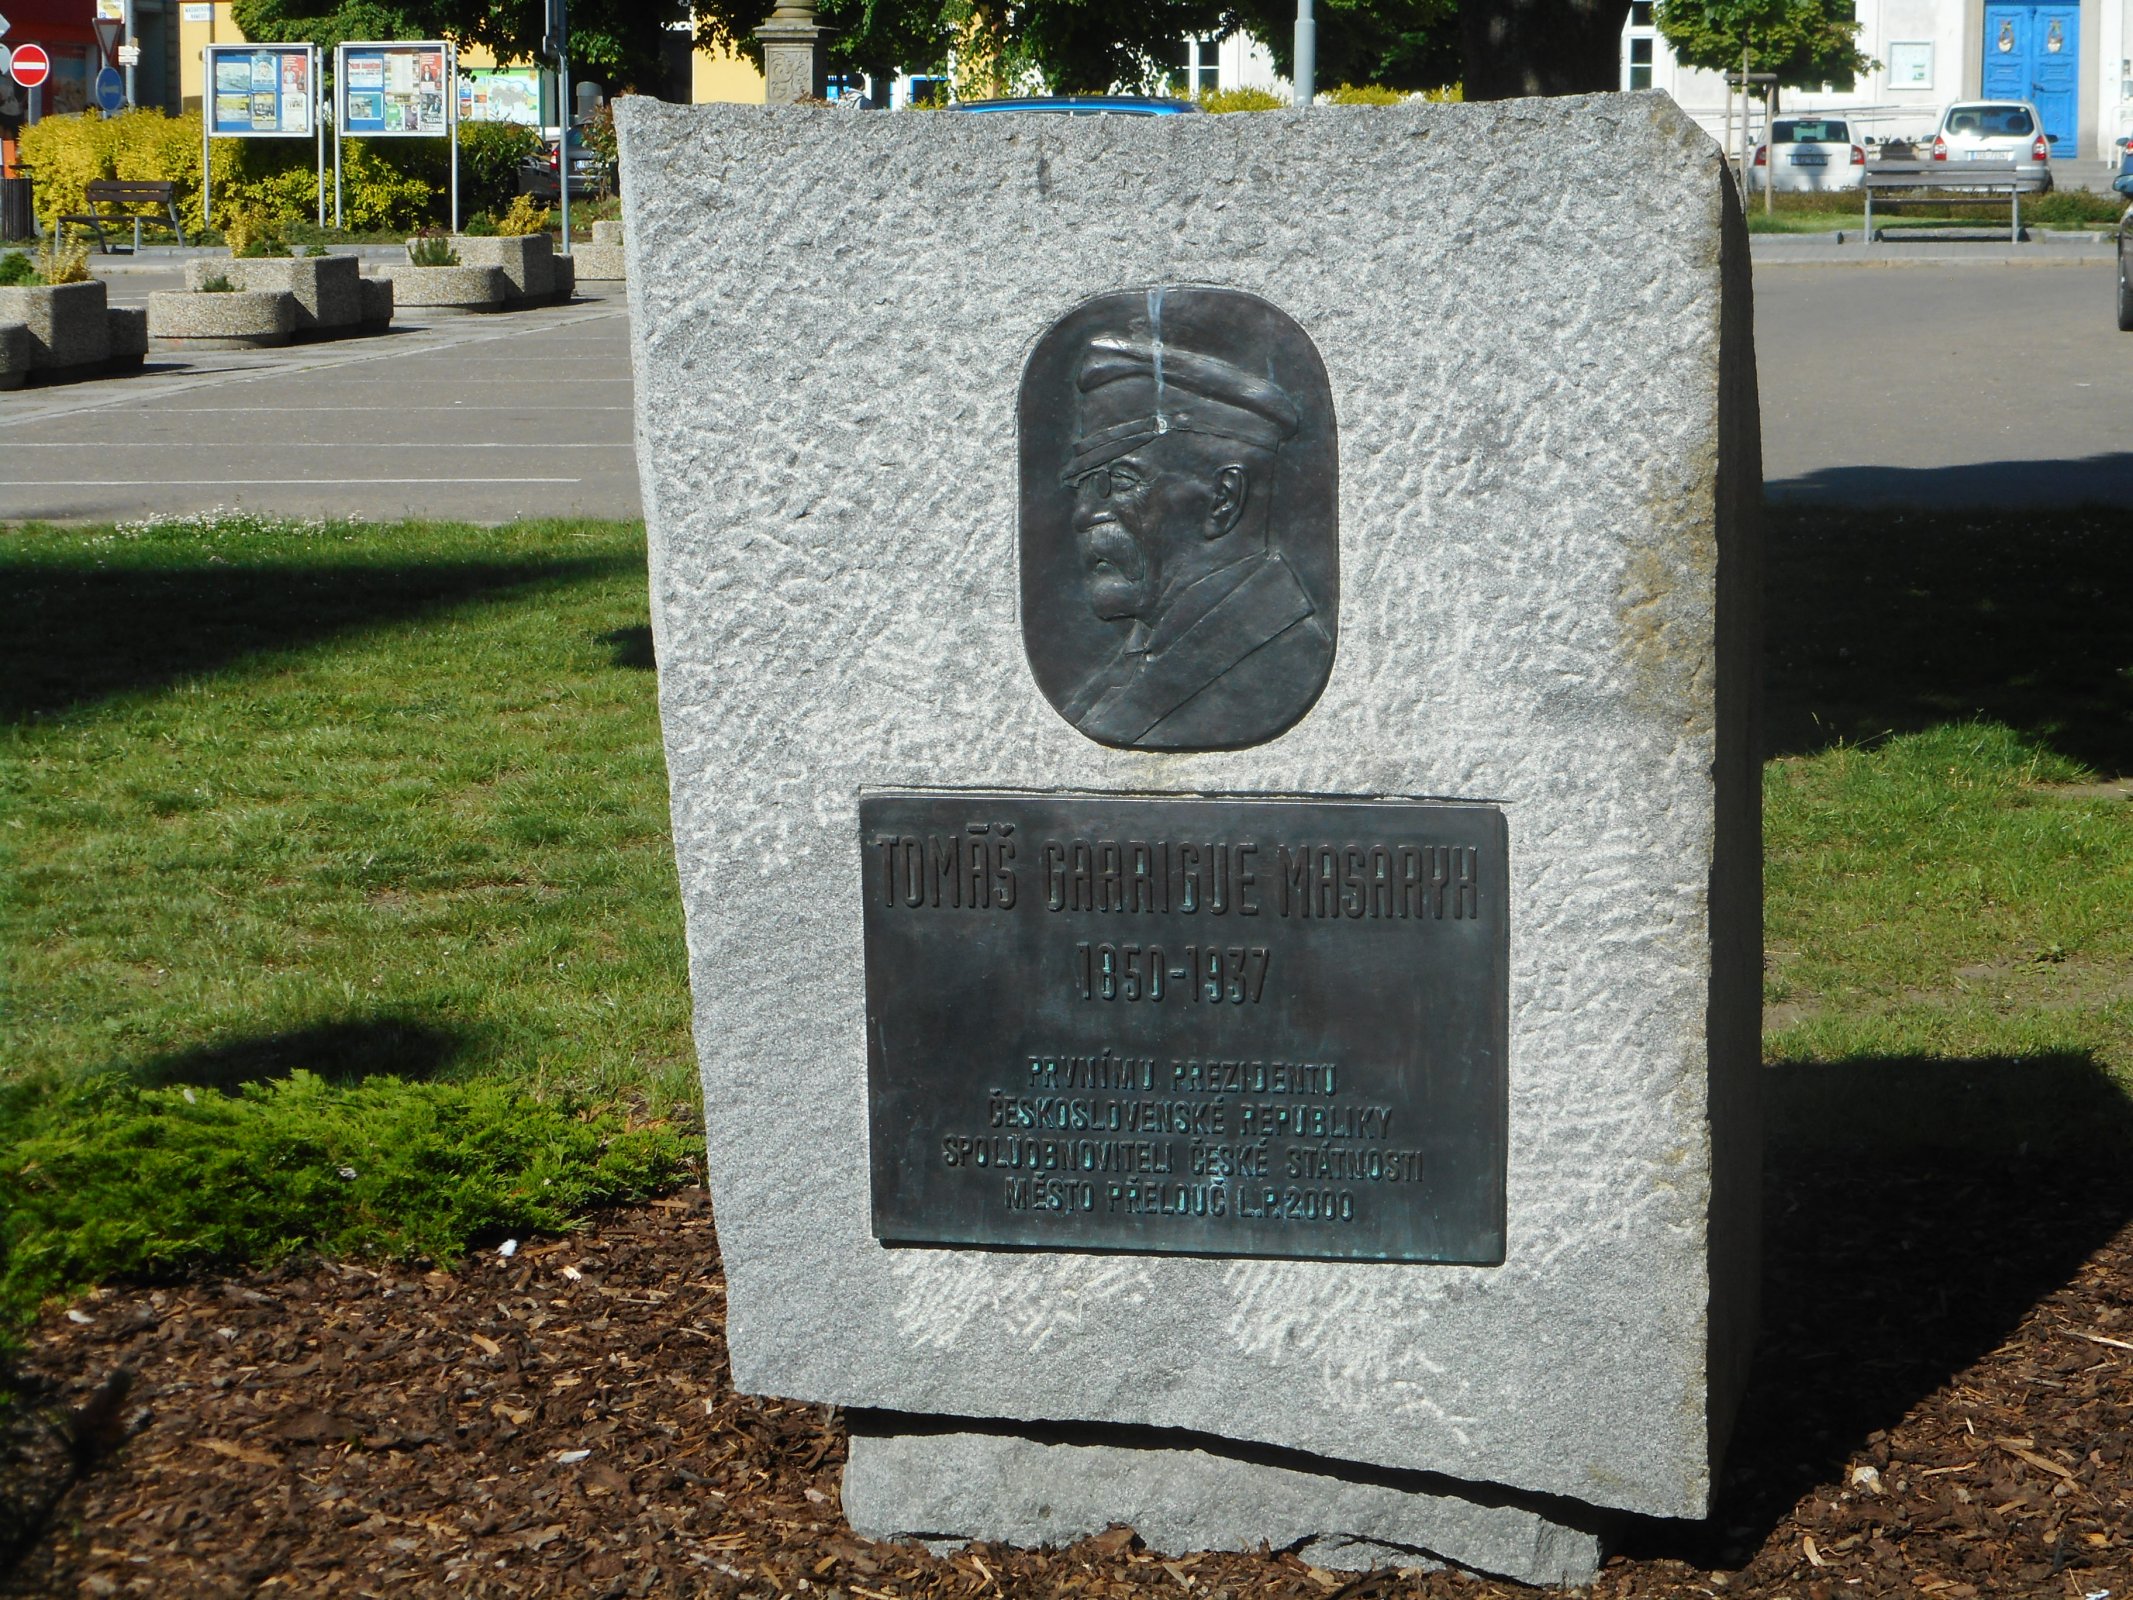 TOMÁŠ GARRIGUE MASARYK
1850-1937
PRVNÍMU PREZIDENTU
ČESKOSLOVENSKÉ REPUBLIKY
SPOLUOBNOVITELI ČESKÉ STÁTNOSTI
MĚSTO PŘELOUČ L.P.2000